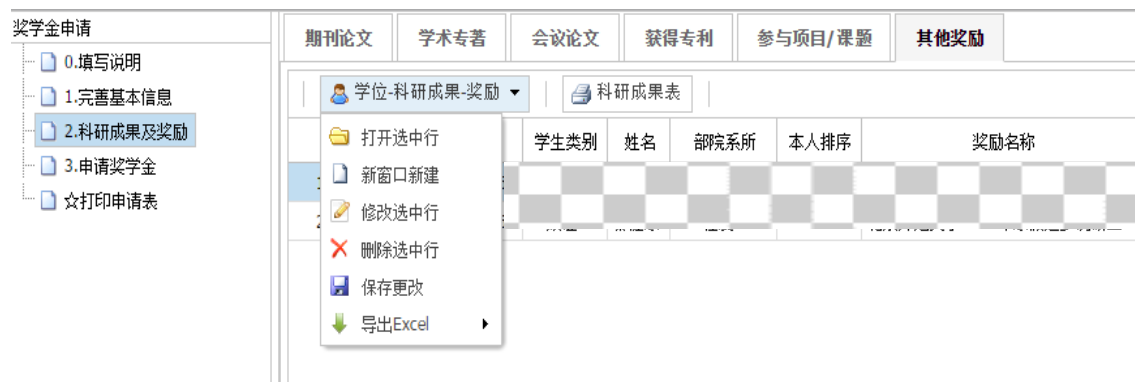 奖学金申请
0.填写说明
1.完善基本信息
2.科研成果及奖励
3.申请奖学金
☆打印申请表
期刊论文 学术专著 会议论文 获得专利 参与项目/课题 其他奖励
学位-科研成果-奖励 科研成果表
学生类别 姓名 部院系所 本人排序 奖励名称
打开选中行
新窗口新建
修改选中行
删除选中行
保存更改
导出Excel